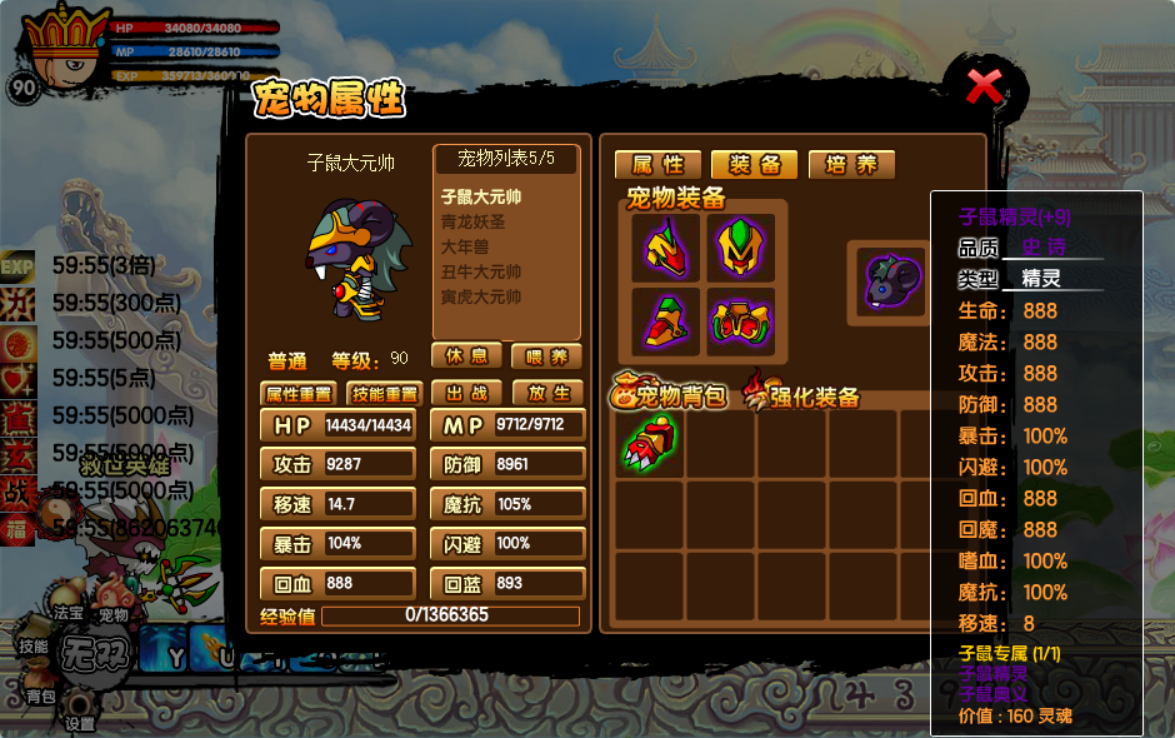 HP 34080/34080
MP 28610/28610
EXP
90
宠物属性
子鼠大元帅
宠物列表5/5
子鼠大元帅
青龙妖圣
大年兽
丑牛大元帅
寅虎大元帅
普通 等级: 90
休息 喂养
属性重置 技能重置 出战 放生
HP 14434/14434 MP 9712/9712
攻击 9287 防御 8961
移速 14.7 魔抗 105%
暴击 104% 闪避 100%
回血 888 回蓝 893
经验值 0/1366365
属性 装备 培养
宠物装备
宠物背包 强化装备
子鼠精灵(+9)
品质 史诗
类型 精灵
生命: 888
魔法: 888
攻击: 888
防御: 888
暴击: 100%
闪避: 100%
回血: 888
回魔: 888
嗜血: 100%
魔抗: 100%
移速: 8
子鼠专属 (1/1)
子鼠精灵
子鼠奥义
价值 : 160 灵魂
EXP 59:55(3倍)
力 59:55(300点)
59:55(500点)
59:55(5点)
59:55(5000点)
玄 59:55(5000点)
救世英雄
战 59:55(5000点)
福
法宝 宠物
技能 无双 Y U
背包
设置